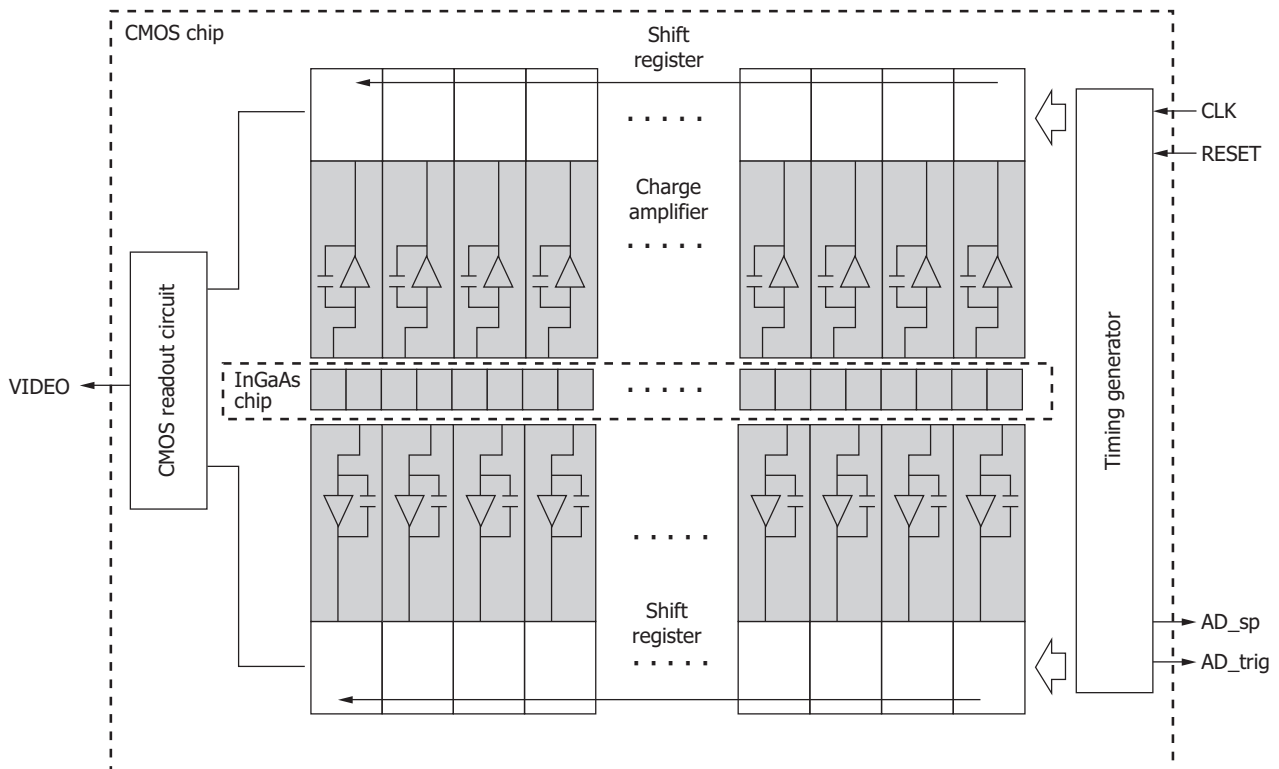 CMOS chip
Shift
register
CLK
RESET
Charge
amplifier
CMOS readout circuit
Timing generator
VIDEO
InGaAs
chip
Shift
register
AD_sp
AD_trig